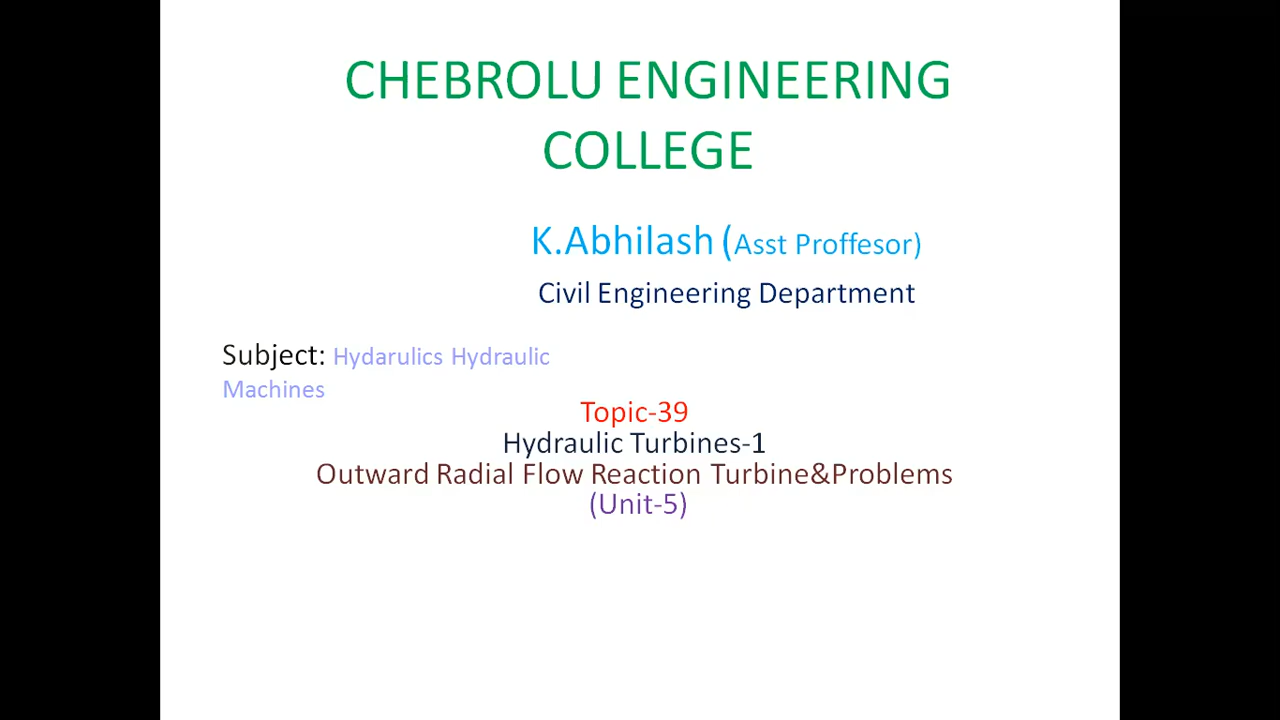 CHEBROLU ENGINEERING
COLLEGE
K.Abhilash (Asst Proffesor)
Civil Engineering Department
Subject: Hydarulics Hydraulic
Machines
Topic-39
Hydraulic Turbines-1
Outward Radial Flow Reaction Turbine&Problems
(Unit-5)